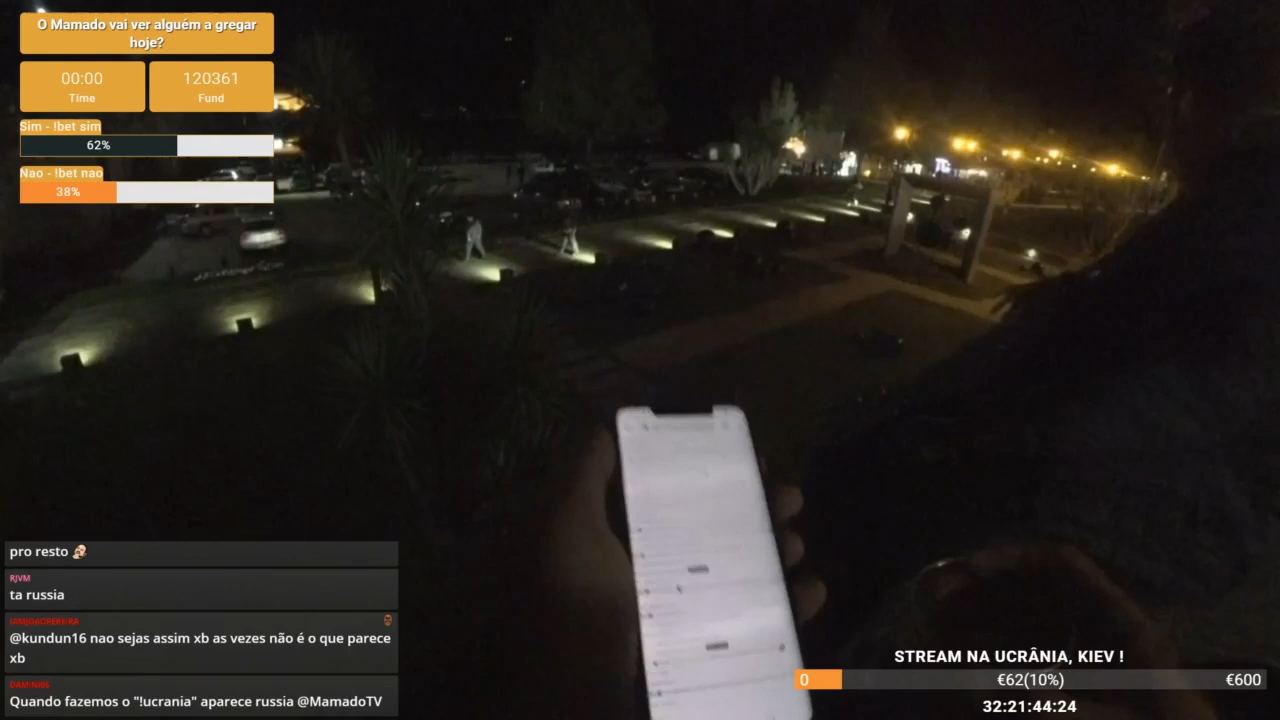 O Mamado vai ver alguém a gregar
hoje?
00:00
Time
120361
Fund
Sim - !bet sim
62%
Nao - !bet nao
38%
pro resto
RJVM
ta russia
IAMJOAOPEREIRA
@kundun16 nao sejas assim xb as vezes não é o que parece
xb
Quando fazemos o "!ucrania" aparece russia @MamadoTV
STREAM NA UCRÂNIA, KIEV !
0
€62(10%)
€600
32:21:44:24